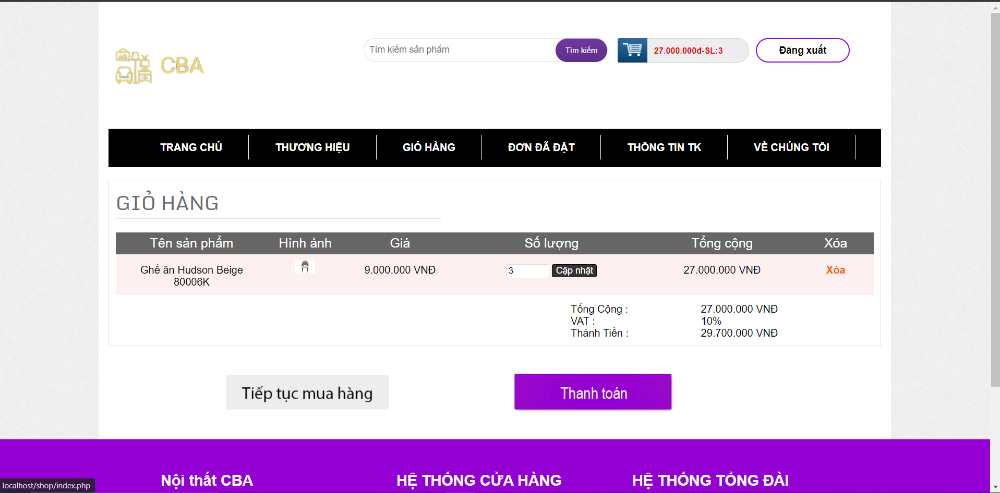 CBA
Tìm kiếm sản phẩm
Tìm kiếm
27.000.000đ-SL:3
Đăng xuất
TRANG CHỦ
THƯƠNG HIỆU
GIỎ HÀNG
ĐƠN ĐÃ ĐẶT
THÔNG TIN TK
VỀ CHÚNG TÔI
GIỎ HÀNG
Tên sản phẩm Hình ảnh Giá Số lượng Tổng cộng Xóa
Ghế ăn Hudson Beige 9.000.000 VNĐ 3 Cập nhật 27.000.000 VNĐ Xóa
80006K
Tổng Cộng : 27.000.000 VNĐ
VAT : 10%
Thành Tiền : 29.700.000 VNĐ
Tiếp tục mua hàng
Thanh toán
Nội thất CBA
HỆ THỐNG CỬA HÀNG
HỆ THỐNG TỔNG ĐÀI
localhost/shop/index.php